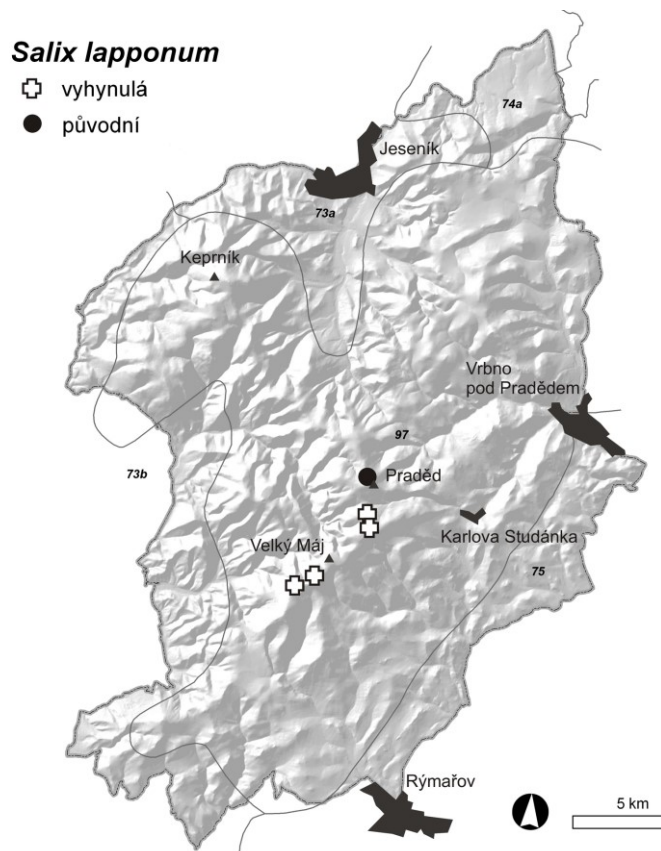 Salix lapponum
vyhynulá
původní
74a
Jeseník
73a
Keprník
Vrbno
pod Pradědem
97
73b
Praděd
Karlova Studánka
Velký Máj
75
Rýmařov
5 km